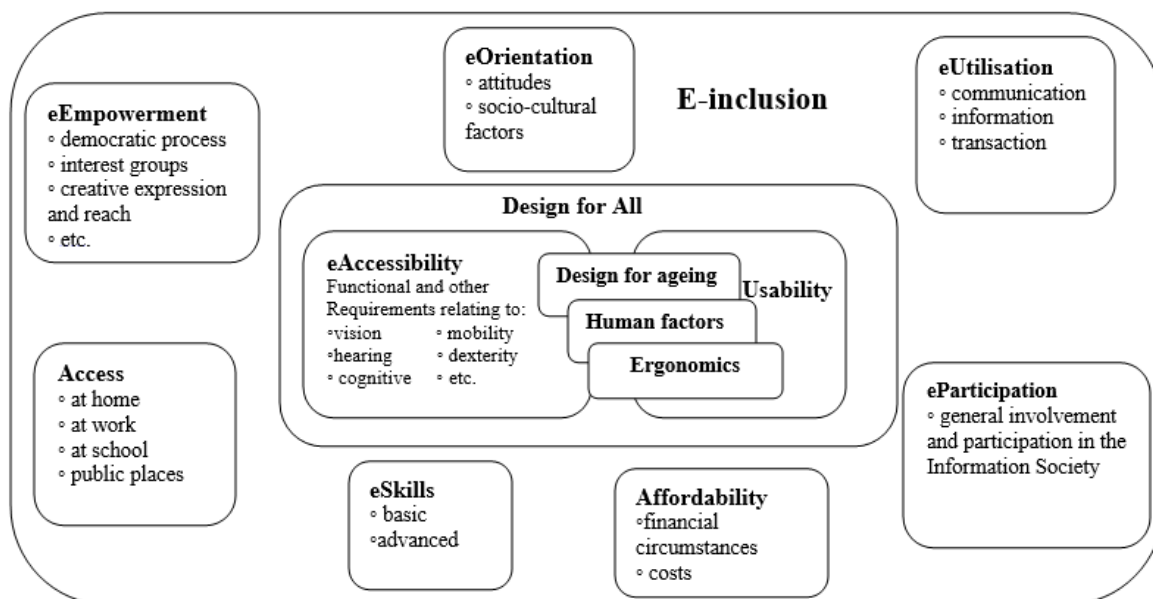 E-inclusion
eEmpowerment
◦ democratic process
◦ interest groups
◦ creative expression
and reach
◦ etc.
eOrientation
◦ attitudes
◦ socio-cultural
factors
eUtilisation
◦ communication
◦ information
◦ transaction
Design for All
eAccessibility
Functional and other
Requirements relating to:
◦vision ◦ mobility
◦hearing ◦ dexterity
◦ cognitive ◦ etc.
Design for ageing
Human factors
Ergonomics
Usability
Access
◦ at home
◦ at work
◦ at school
◦ public places
eSkills
◦ basic
◦advanced
Affordability
◦financial
circumstances
◦ costs
eParticipation
◦ general involvement
and participation in the
Information Society